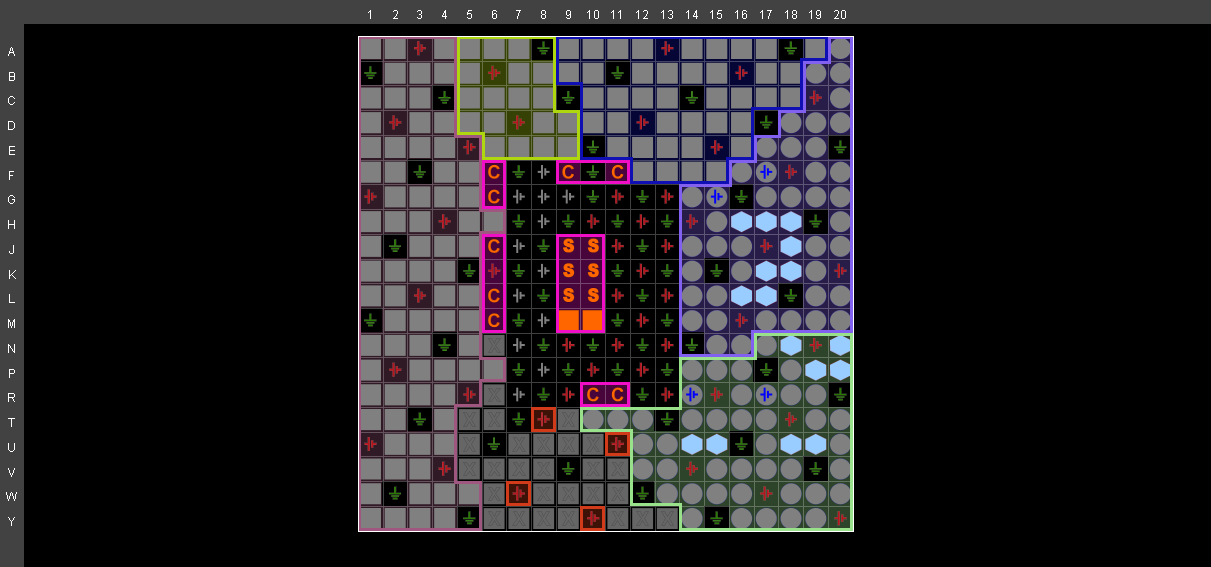 1 2 3 4 5 6 7 8 9 10 11 12 13 14 15 16 17 18 19 20
A
B
C
D
E
F C C C
G C
H
J C S S
K S S
L C S S
M C
N X
P
R X C C
T X X X
U X X X X X
V X X X X X X
W X X X X X
Y X X X X X X X